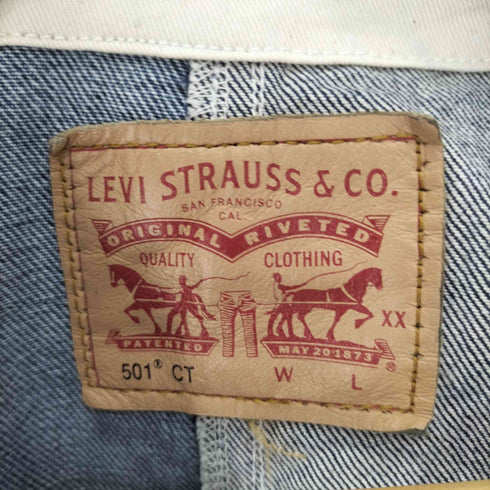 LEVI STRAUSS & CO.
SAN FRANCISCO
CAL.
ORIGINAL RIVETED
QUALITY CLOTHING
XX
PATENTED MAY 20 1873
®
501® CT W L